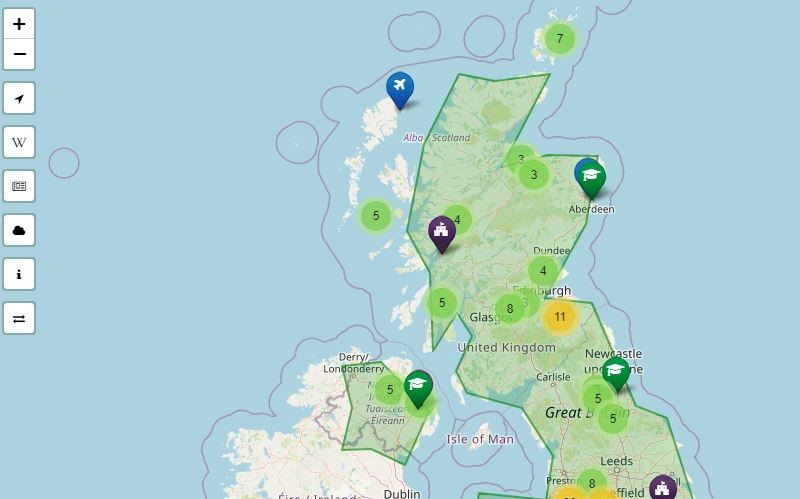 +
−
W
i
7
Alba / Scotland
3
3
5
4
Aberdeen
Dundee
4
Edinburgh
5
8
3
11
Glasgow
United Kingdom
Newcastle
upon Tyne
Derry/
Londonderry
Carlisle
5
5
5
Tuaisceart
Éireann
Great Britain
Isle of Man
Leeds
Preston
8
Sheffield
Dublin
Éire / Ireland